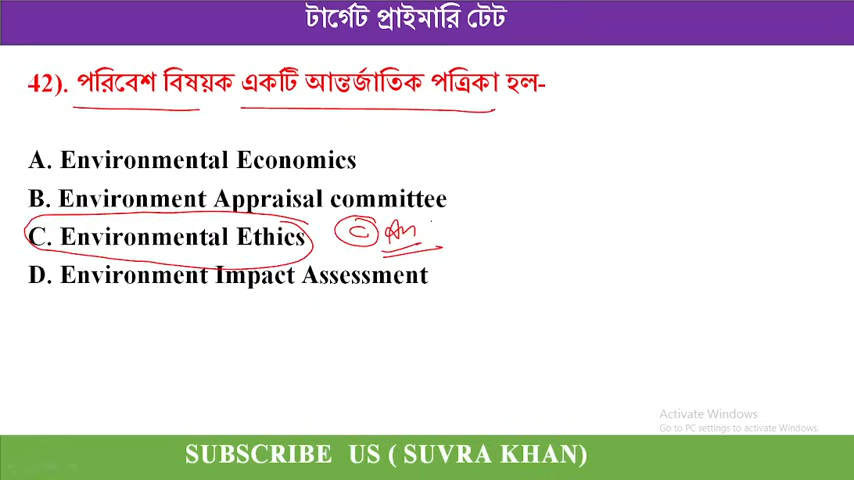 টার্গেট প্রাইমারি টেট
42). পরিবেশ বিষয়ক একটি আন্তর্জাতিক পত্রিকা হল-
A. Environmental Economics
B. Environment Appraisal committee
C. Environmental Ethics
C An
D. Environment Impact Assessment
Activate Windows
Go to PC settings to activate Windows.
SUBSCRIBE US ( SUVRA KHAN)